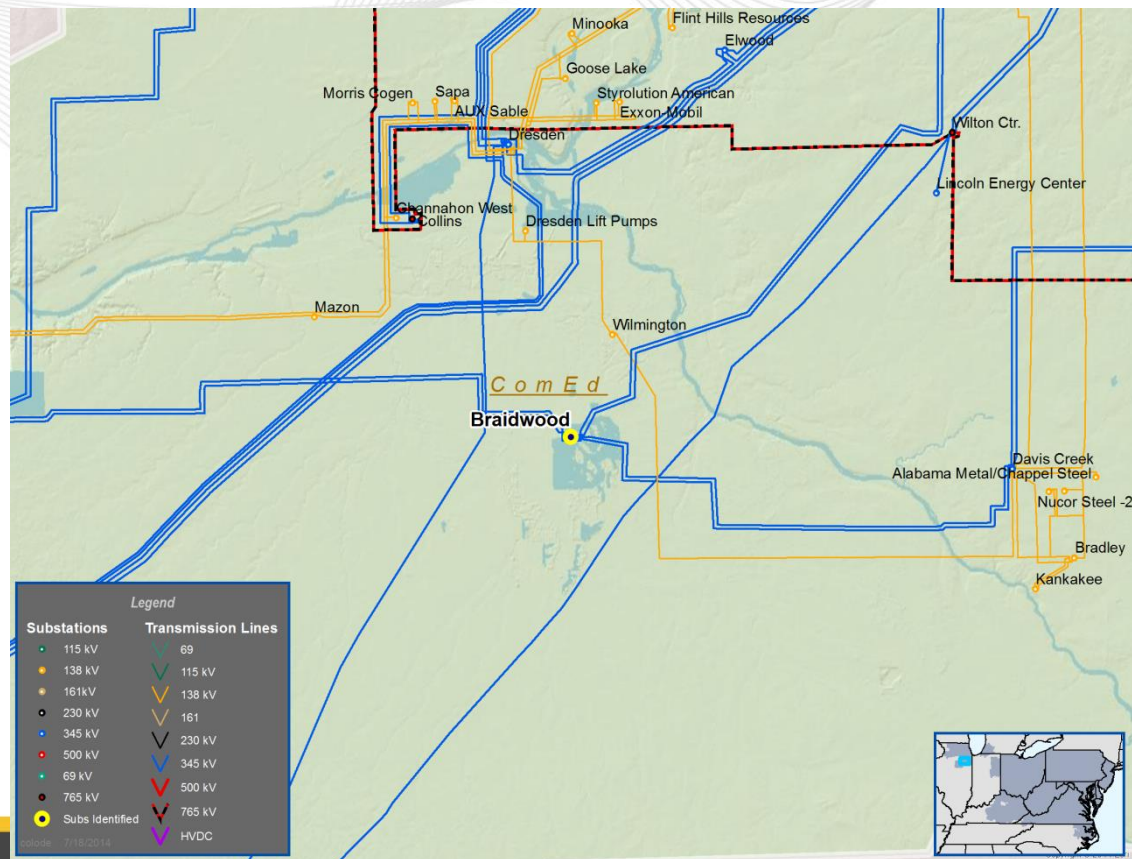 Minooka
Flint Hills Resources
Elwood
Goose Lake
Morris Cogen
Sapa
Styrolution American
AUX Sable
Exxon-Mobil
Dresden
Wilton Ctr.
Lincoln Energy Center
Channahon West
Collins
Dresden Lift Pumps
Mazon
Wilmington
ComEd
Braidwood
Davis Creek
Alabama Metal/Chappel Steel
Nucor Steel -2
Bradley
Kankakee
Legend
Substations
115 kV
138 kV
161kV
230 kV
345 kV
500 kV
69 kV
765 kV
Subs Identified
Transmission Lines
69
115 kV
138 kV
161
230 kV
345 kV
500 kV
765 kV
HVDC
7/18/2014